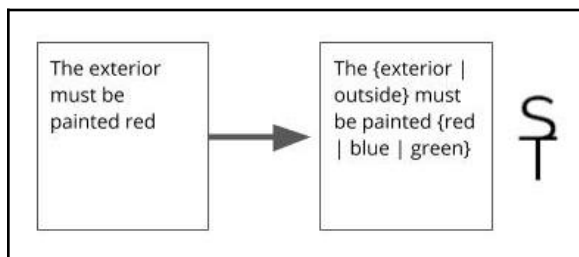 The exterior
must be
painted red
The {exterior |
outside} must
be painted {red
| blue | green}
S
T